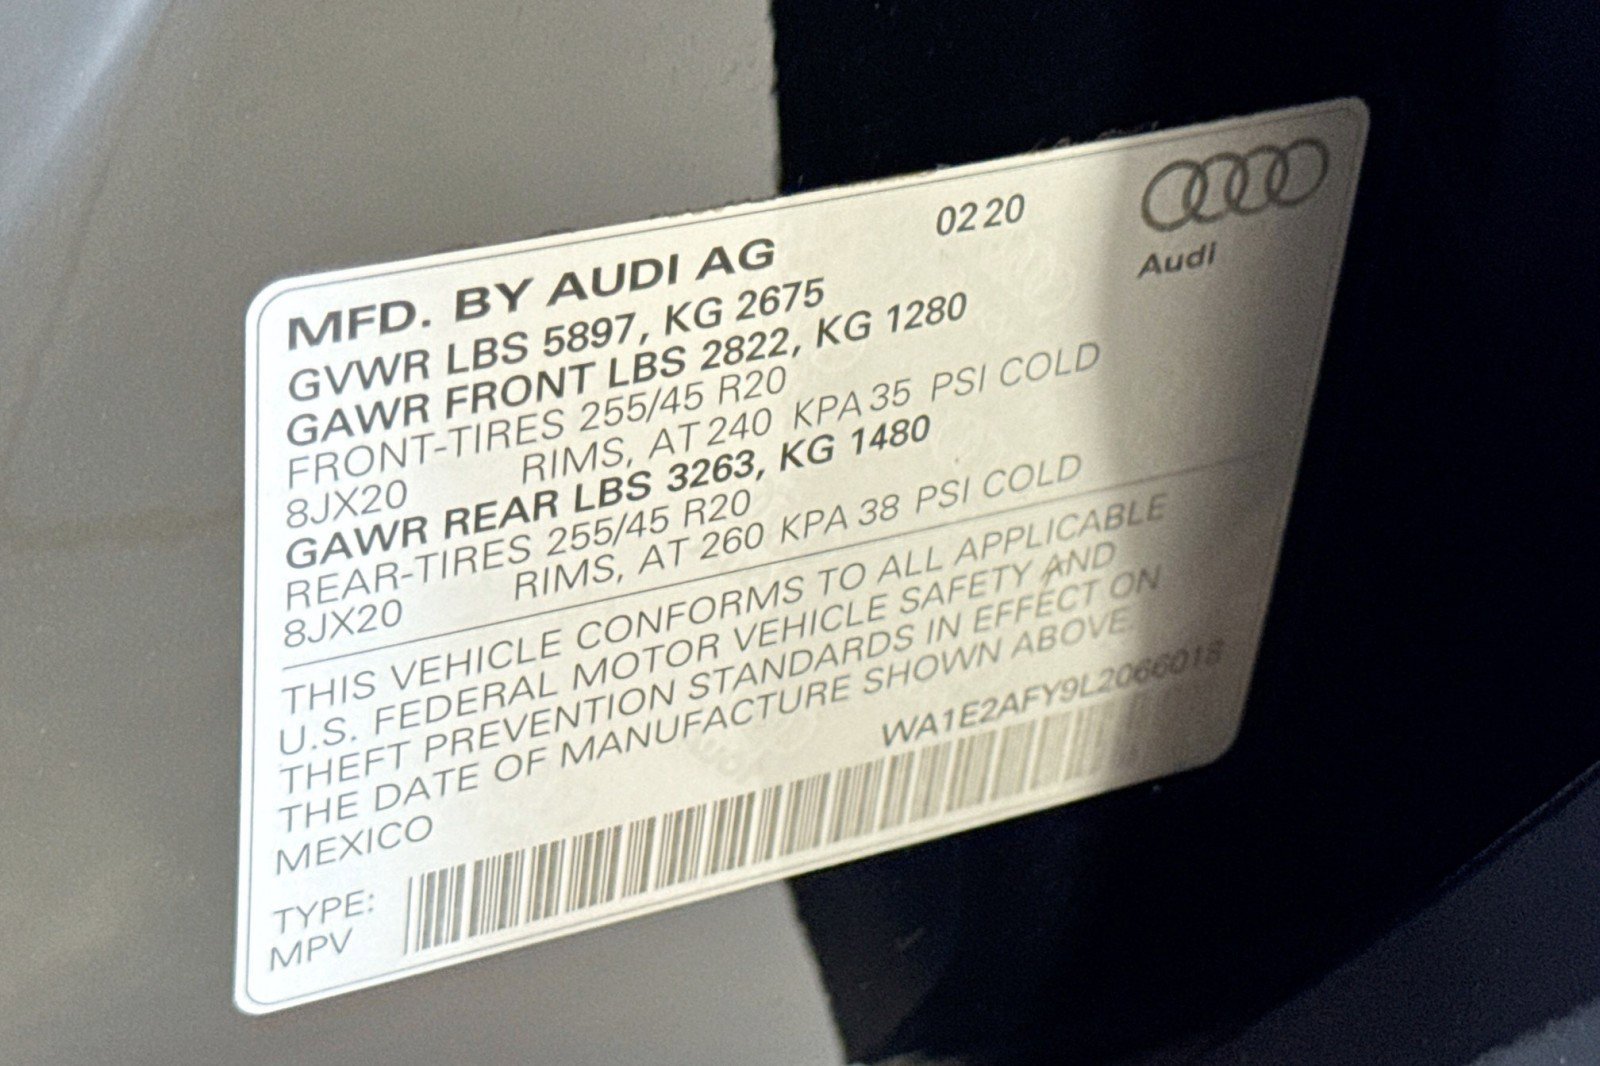 02 20
Audi
MFD. BY AUDI AG
GVWR LBS 5897, KG 2675
GAWR FRONT LBS 2822, KG 1280
FRONT-TIRES 255/45 R20
8JX20 RIMS, AT 240 KPA 35 PSI COLD
GAWR REAR LBS 3263, KG 1480
REAR-TIRES 255/45 R20
8JX20 RIMS, AT 260 KPA 38 PSI COLD
THIS VEHICLE CONFORMS TO ALL APPLICABLE
U.S. FEDERAL MOTOR VEHICLE SAFETY AND
THEFT PREVENTION STANDARDS IN EFFECT ON
THE DATE OF MANUFACTURE SHOWN ABOVE.
MEXICO
WA1E2AFY9L2066018
TYPE:
MPV